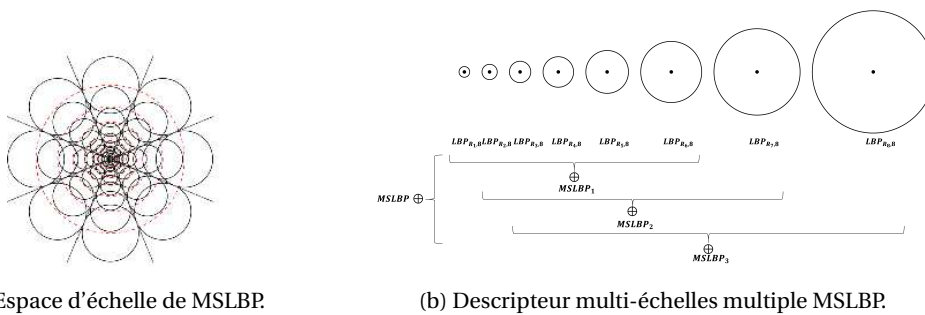 LBP_{R_1,8} LBP_{R_2,8} LBP_{R_3,8} LBP_{R_4,8} LBP_{R_5,8} LBP_{R_6,8} LBP_{R_7,8} LBP_{R_8,8}
⊕
MSLBP_1
MSLBP ⊕
⊕
MSLBP_2
⊕
MSLBP_3
Espace d'échelle de MSLBP.
(b) Descripteur multi-échelles multiple MSLBP.